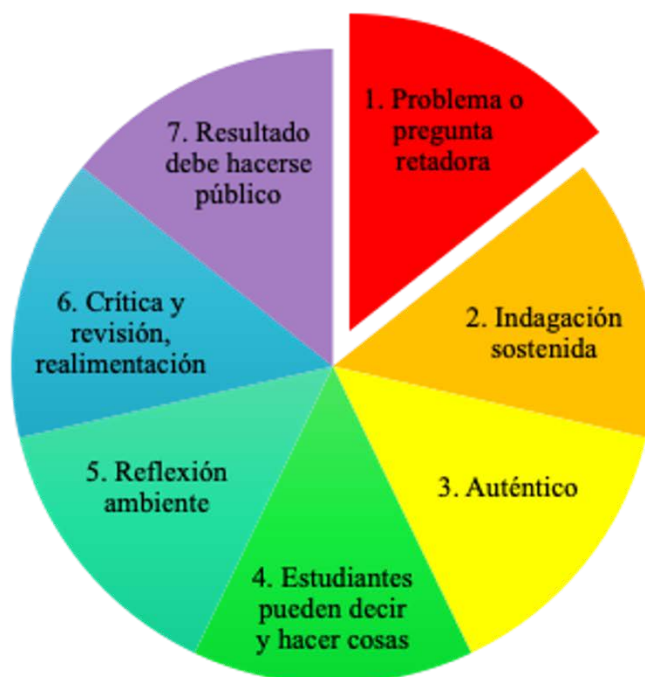 1. Problema o
pregunta
retadora
2. Indagación
sostenida
3. Auténtico
4. Estudiantes
pueden decir
y hacer cosas
5. Reflexión
ambiente
6. Crítica y
revisión,
realimentación
7. Resultado
debe hacerse
público